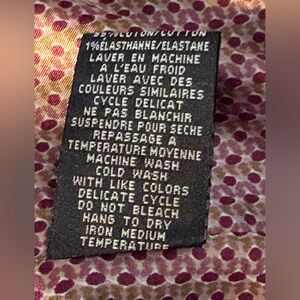 55%COTON/COTTON
1%ELASTHANNE/ELASTANE
LAVER EN MACHINE
A L'EAU FROID
LAVER AVEC DES
COULEURS SIMILAIRES
CYCLE DELICAT
NE PAS BLANCHIR
SUSPENDRE POUR SECHE
REPASSAGE A
TEMPERATURE MOYENNE
MACHINE WASH
COLD WASH
WITH LIKE COLORS
DELICATE CYCLE
DO NOT BLEACH
HANG TO DRY
IRON MEDIUM
TEMPERATURE